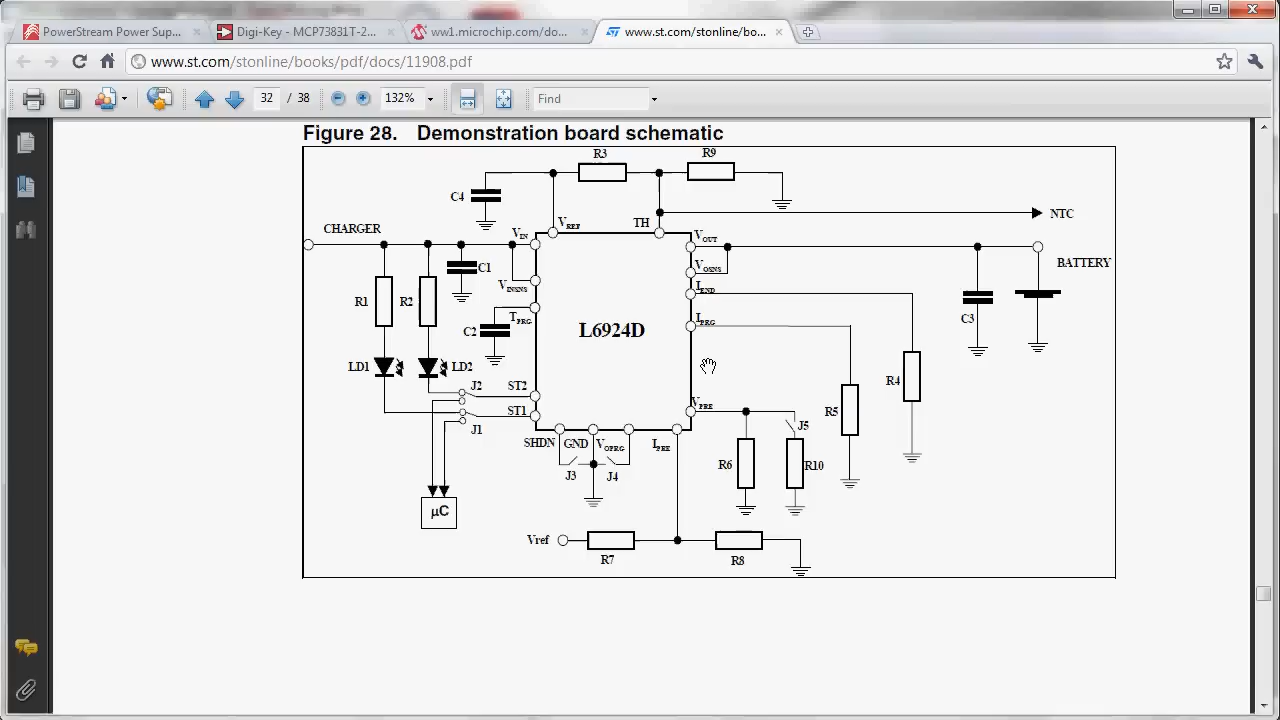 PowerStream Power Supp...
Digi-Key - MCP73831T-2...
ww1.microchip.com/do...
www.st.com/stonline/bo...
www.st.com/stonline/books/pdf/docs/11908.pdf
32 / 38
132%
Find
Figure 28. Demonstration board schematic
R3
R9
C4
VREF
TH
NTC
CHARGER
VIN
VOUT
VOSNS
BATTERY
C1
VINSNS
IEND
R1
R2
C2
TPRG
IPRG
C3
L6924D
LD1
LD2
R4
J2
ST2
VPRE
R5
ST1
J1
J5
SHDN
GND
VOPRG
IPRE
R6
R10
J3
J4
µC
Vref
R7
R8